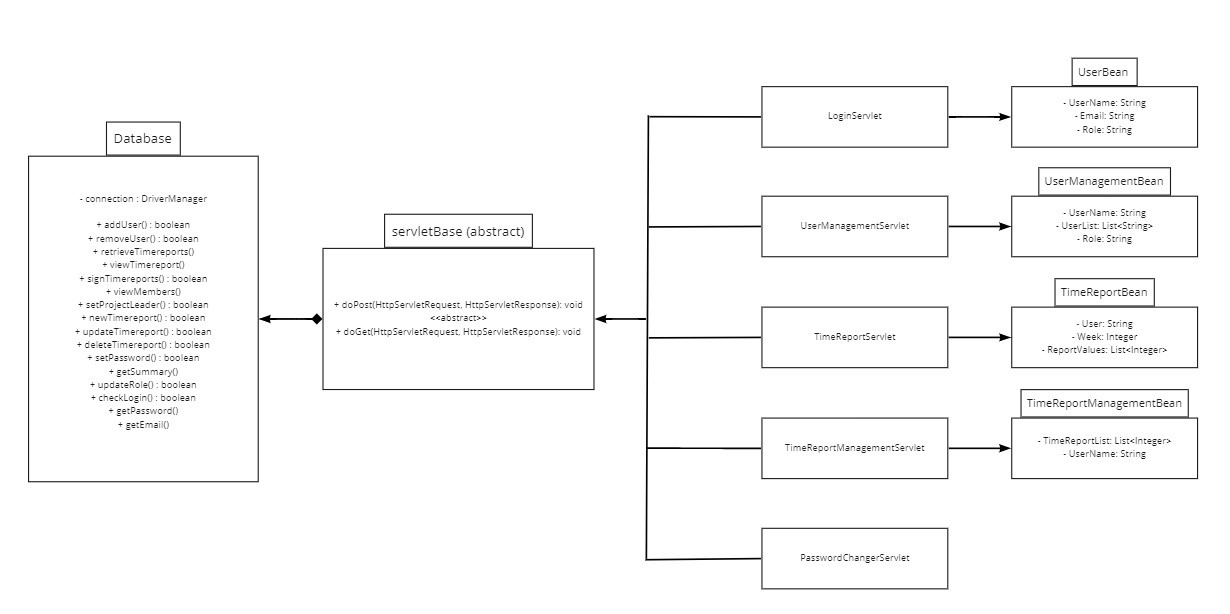 Database
- connection : DriverManager
+ addUser() : boolean
+ removeUser() : boolean
+ retrieveTimereports()
+ viewTimereport()
+ signTimereports() : boolean
+ viewMembers()
+ setProjectLeader() : boolean
+ newTimereport() : boolean
+ updateTimereport() : boolean
+ deleteTimereport() : boolean
+ setPassword() : boolean
+ getSummary()
+ updateRole() : boolean
+ checkLogin() : boolean
+ getPassword()
+ getEmail()
servletBase (abstract)
+ doPost(HttpServletRequest, HttpServletResponse): void
<<abstract>>
+ doGet(HttpServletRequest, HttpServletResponse): void
LoginServlet
UserBean
- UserName: String
- Email: String
- Role: String
UserManagementServlet
UserManagementBean
- UserName: String
- UserList: List<String>
- Role: String
TimeReportServlet
TimeReportBean
- User: String
- Week: Integer
- ReportValues: List<Integer>
TimeReportManagementServlet
TimeReportManagementBean
- TimeReportList: List<Integer>
- UserName: String
PasswordChangerServlet